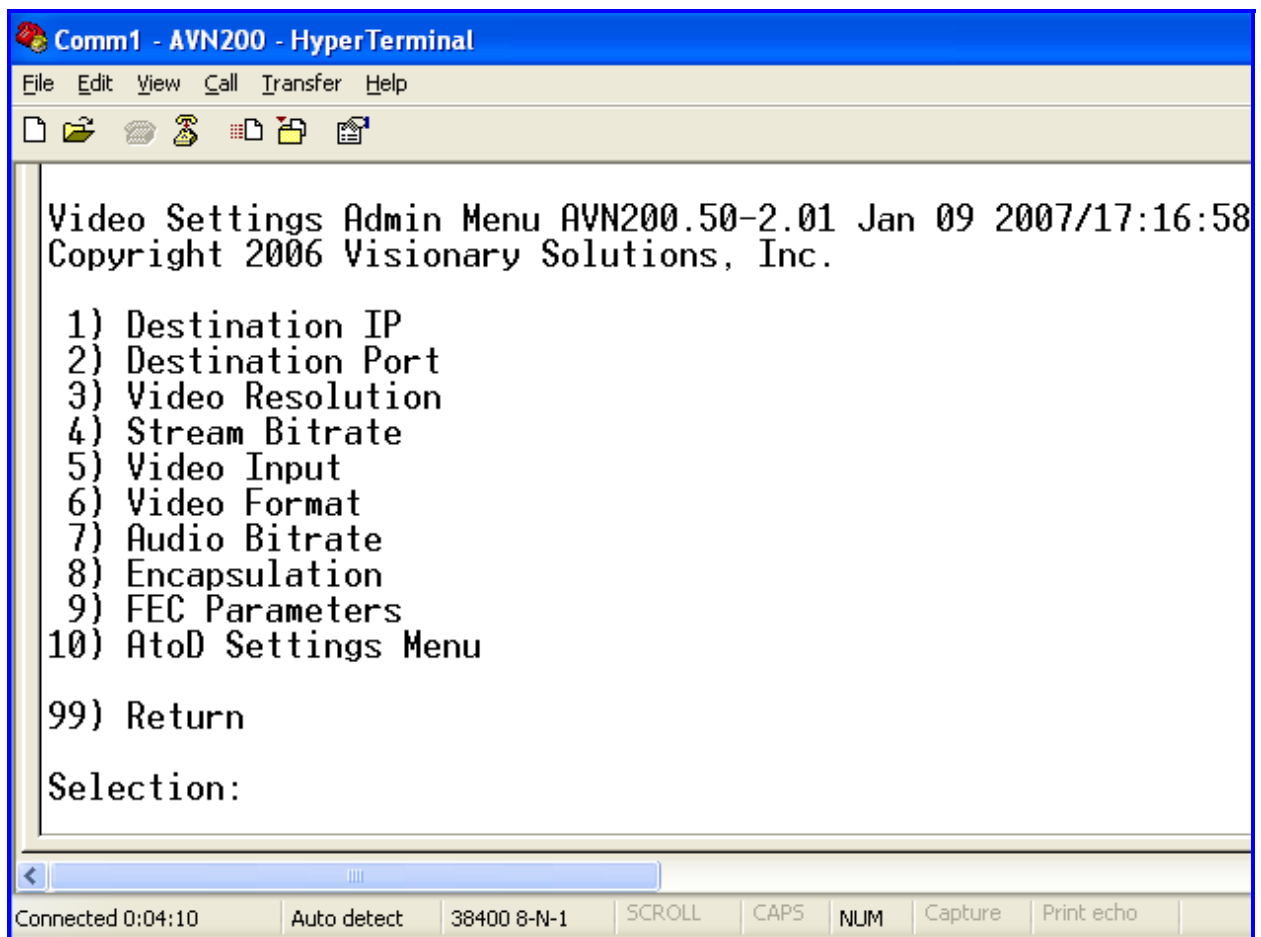 Comm1 - AVN200 - HyperTerminal
File Edit View Call Transfer Help
Video Settings Admin Menu AVN200.50-2.01 Jan 09 2007/17:16:58
Copyright 2006 Visionary Solutions, Inc.
1) Destination IP
2) Destination Port
3) Video Resolution
4) Stream Bitrate
5) Video Input
6) Video Format
7) Audio Bitrate
8) Encapsulation
9) FEC Parameters
10) AtoD Settings Menu
99) Return
Selection:
Connected 0:04:10 Auto detect 38400 8-N-1 SCROLL CAPS NUM Capture Print echo